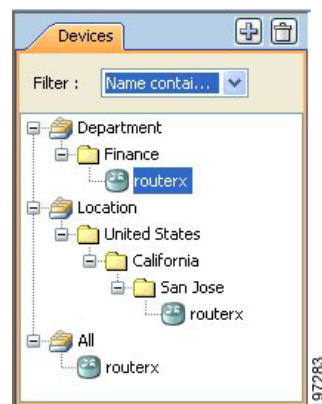 Devices
Filter : Name contai...
Department
Finance
routerx
Location
United States
California
San Jose
routerx
All
routerx
97283